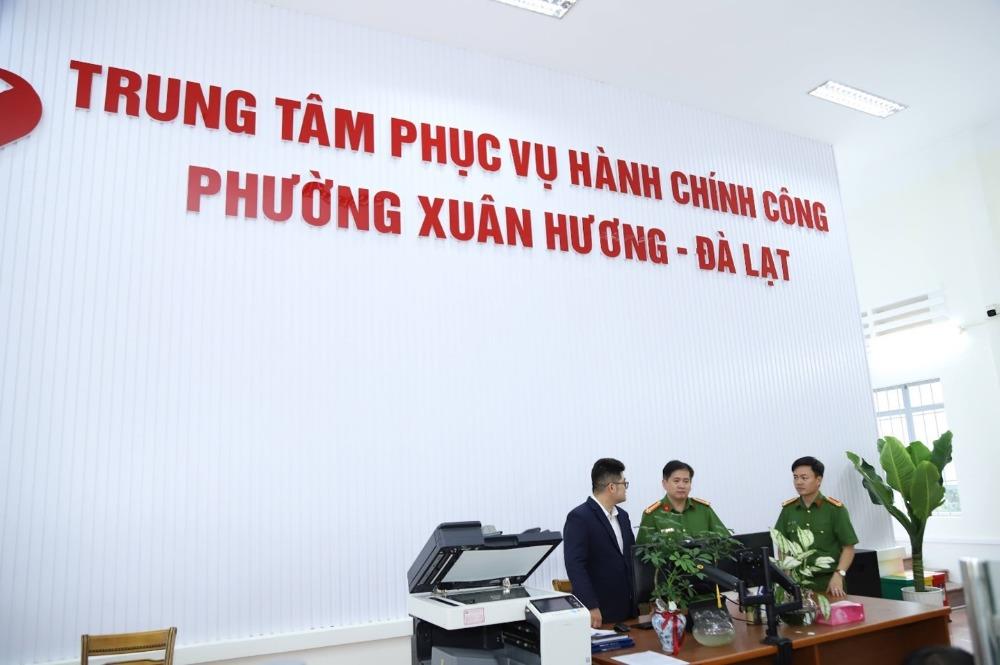 TRUNG TÂM PHỤC VỤ HÀNH CHÍNH CÔNG
PHƯỜNG XUÂN HƯƠNG - ĐÀ LẠT